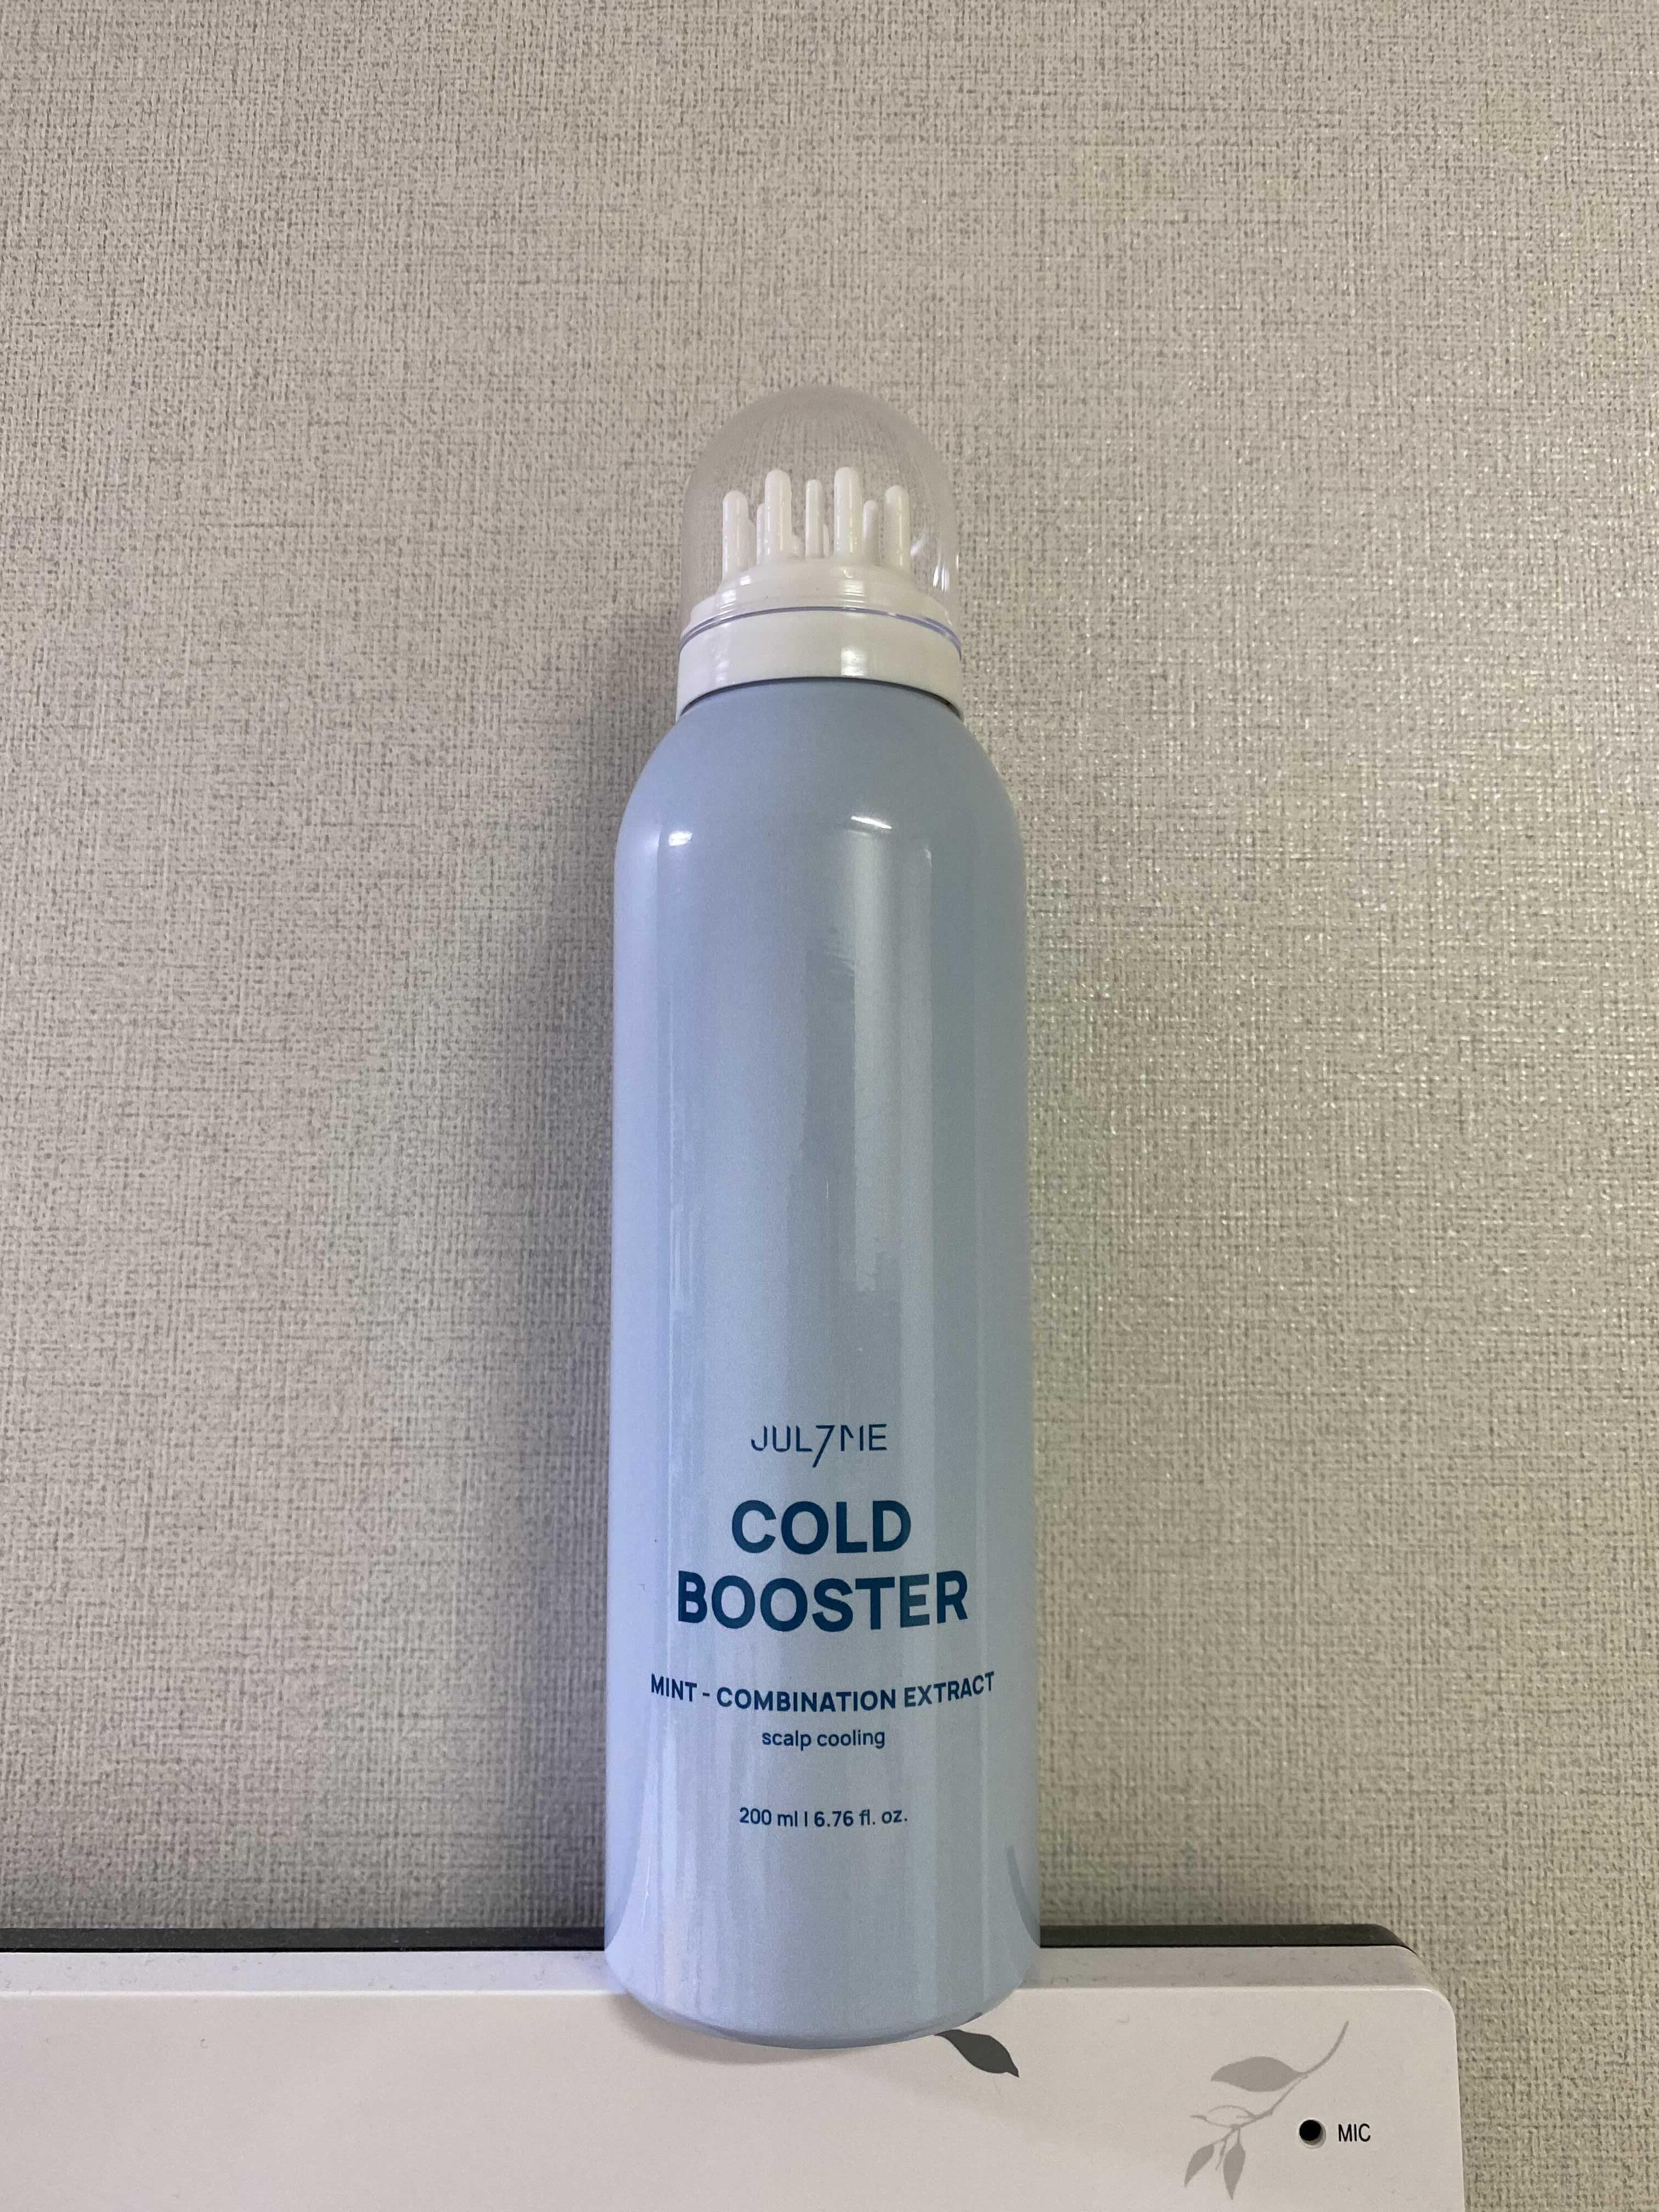 JUL7ME
COLD
BOOSTER
MINT - COMBINATION EXTRACT
scalp cooling
200 ml | 6.76 fl. oz.
MIC